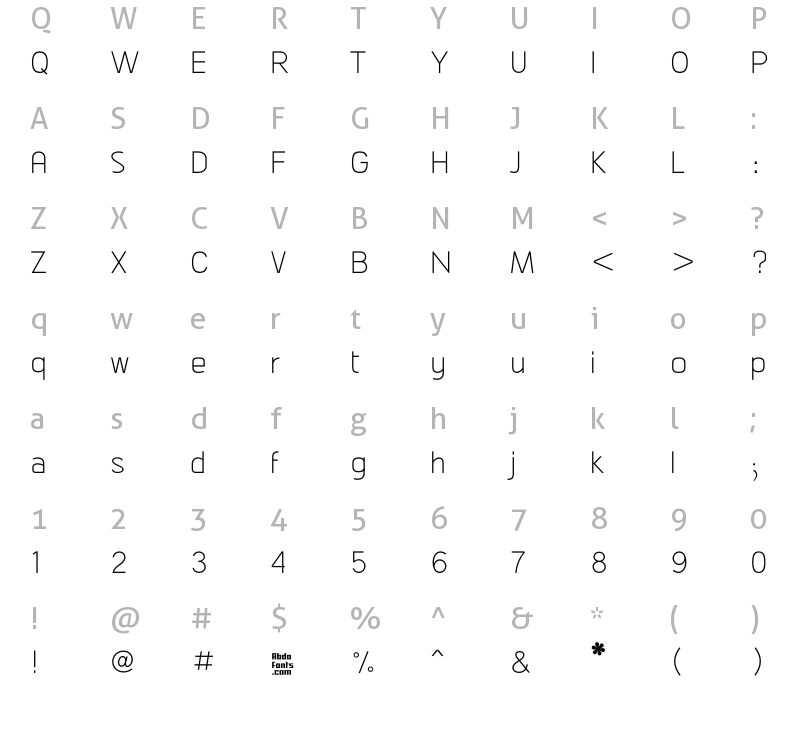 Q W E R T Y U I O P
Q W E R T Y U I O P
A S D F G H J K L :
A S D F G H J K L :
Z X C V B N M < > ?
Z X C V B N M < > ?
q w e r t y u i o p
q w e r t y u i o p
a s d f g h j k l ;
a s d f g h j k l ;
1 2 3 4 5 6 7 8 9 0
1 2 3 4 5 6 7 8 9 0
! @ # $ % ^ & * ( )
! @ # Abdo Fonts .com % ^ & * ( )